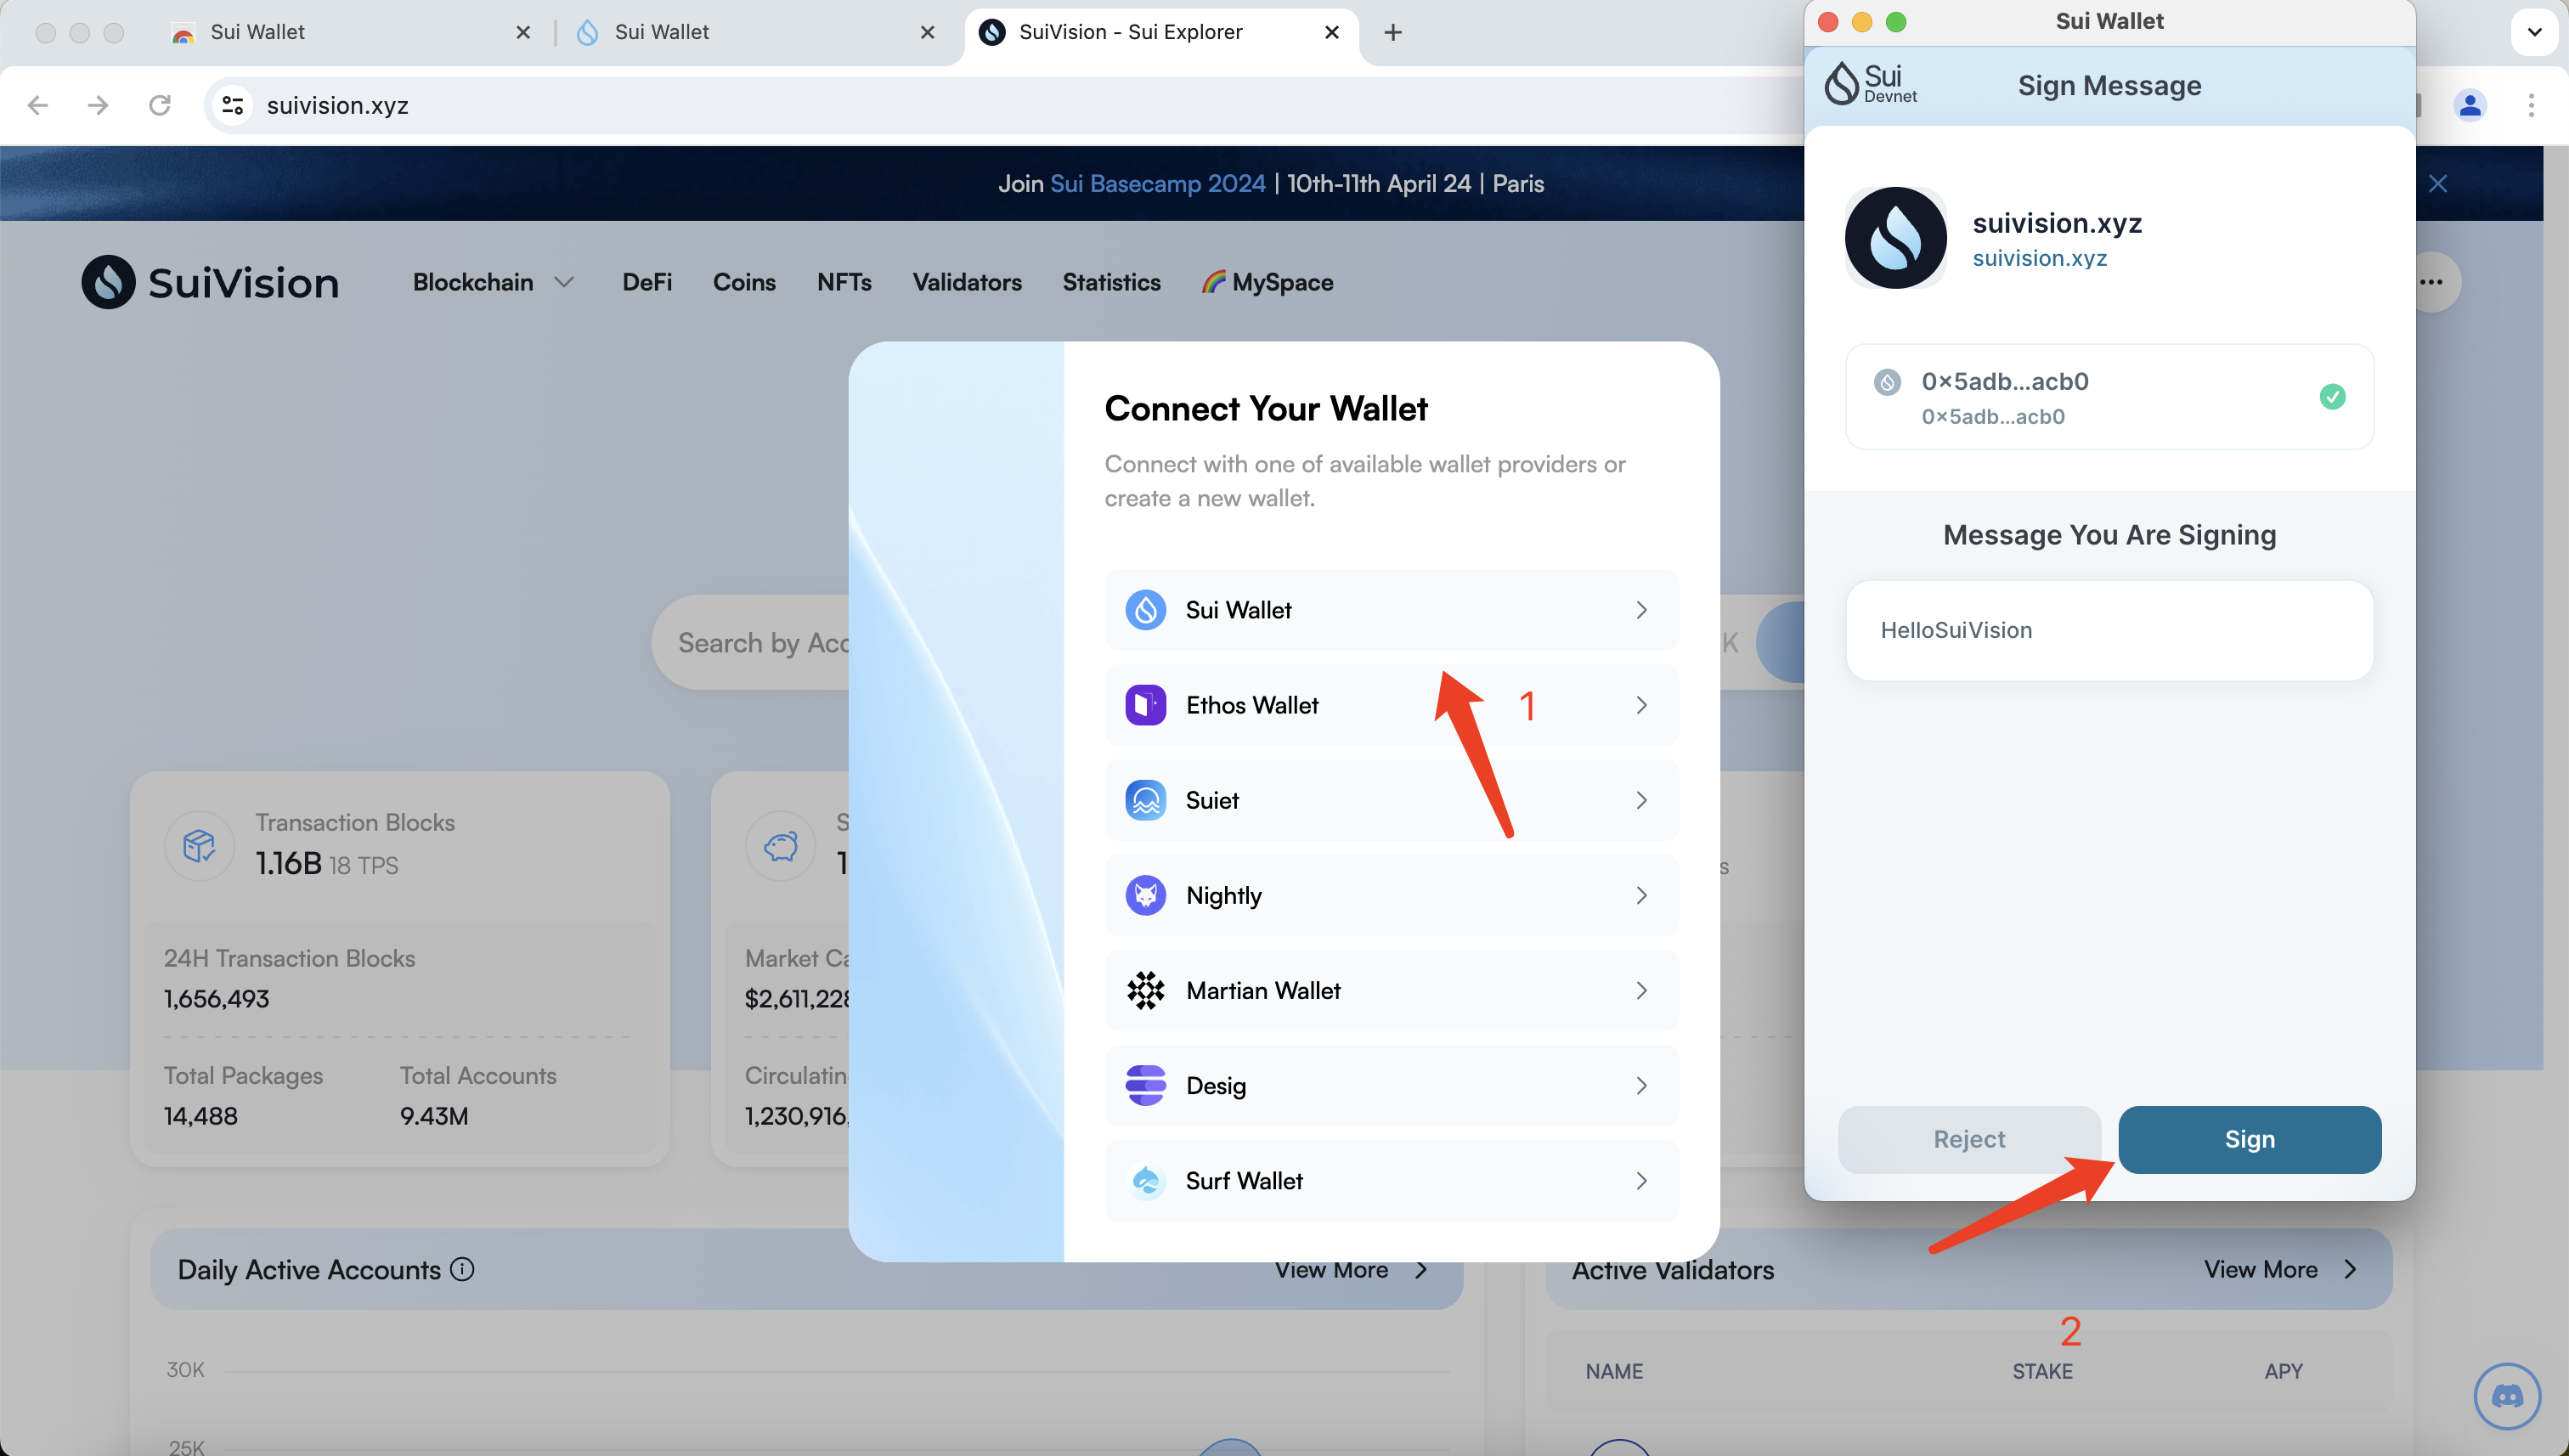 Sui Wallet
Sui Wallet
SuiVision - Sui Explorer
suivision.xyz
Join Sui Basecamp 2024 | 10th-11th April 24 | Paris
SuiVision
Blockchain
DeFi
Coins
NFTs
Validators
Statistics
MySpace
Search by Acc
K
Connect Your Wallet
Connect with one of available wallet providers or
create a new wallet.
Sui Wallet
Ethos Wallet
1
Suiet
Nightly
Martian Wallet
Desig
Surf Wallet
Transaction Blocks
1.16B 18 TPS
24H Transaction Blocks
1,656,493
Total Packages
14,488
Total Accounts
9.43M
S
1
Market Ca
$2,611,228
Circulatin
1,230,916,
s
Daily Active Accounts
View More
30K
25K
Active Validators
View More
2
NAME
STAKE
APY
Sui Wallet
Sui
Devnet
Sign Message
suivision.xyz
suivision.xyz
0x5adb...acb0
0x5adb...acb0
Message You Are Signing
HelloSuiVision
Reject
Sign